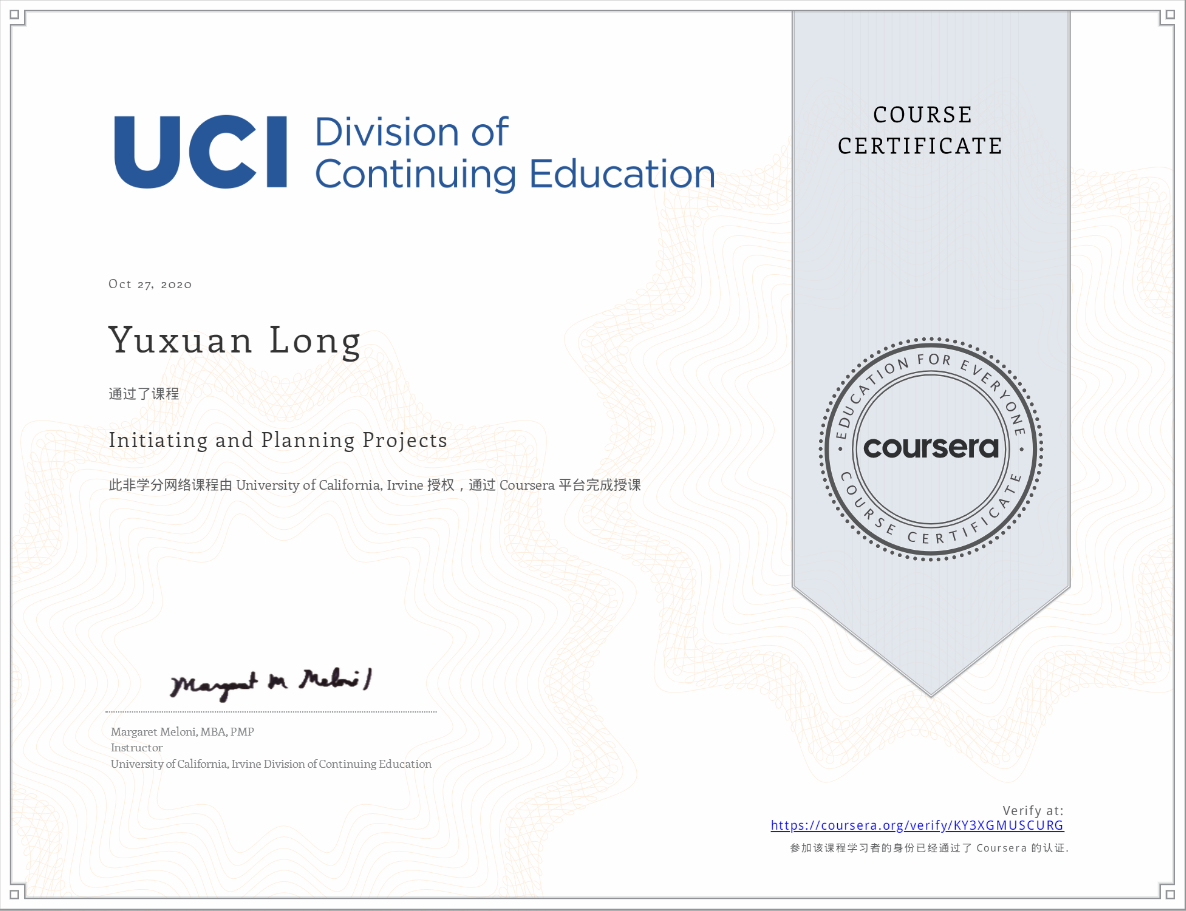 UCI Division of
Continuing Education
COURSE
CERTIFICATE
Oct 27, 2020
Yuxuan Long
通过了课程
Initiating and Planning Projects
此非学分网络课程由 University of California, Irvine 授权，通过 Coursera 平台完成授课
EDUCATION FOR EVERYONE
coursera
COURSE CERTIFICATE
Margaret M Meloni
Margaret Meloni, MBA, PMP
Instructor
University of California, Irvine Division of Continuing Education
Verify at:
https://coursera.org/verify/KY3XGMUSCURG
参加该课程学习者的身份已经通过了 Coursera 的认证.